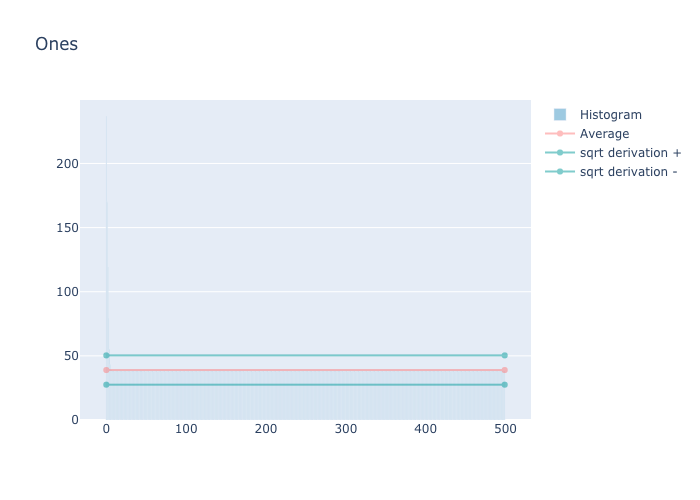 Ones
Histogram
Average
sqrt derivation +
sqrt derivation -
200
150
100
50
0
0 100 200 300 400 500